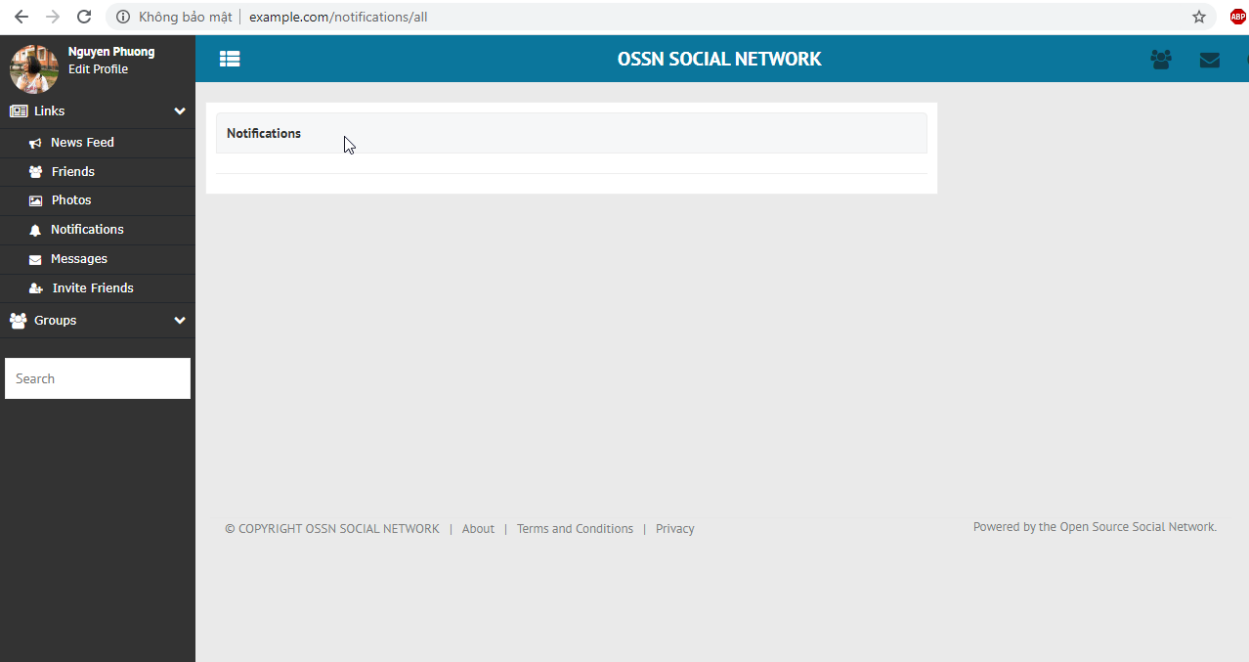 Không bảo mật | example.com/notifications/all
ABP
Nguyen Phuong
Edit Profile
OSSN SOCIAL NETWORK
Links
News Feed
Friends
Photos
Notifications
Messages
Invite Friends
Groups
Search
Notifications
© COPYRIGHT OSSN SOCIAL NETWORK | About | Terms and Conditions | Privacy
Powered by the Open Source Social Network.